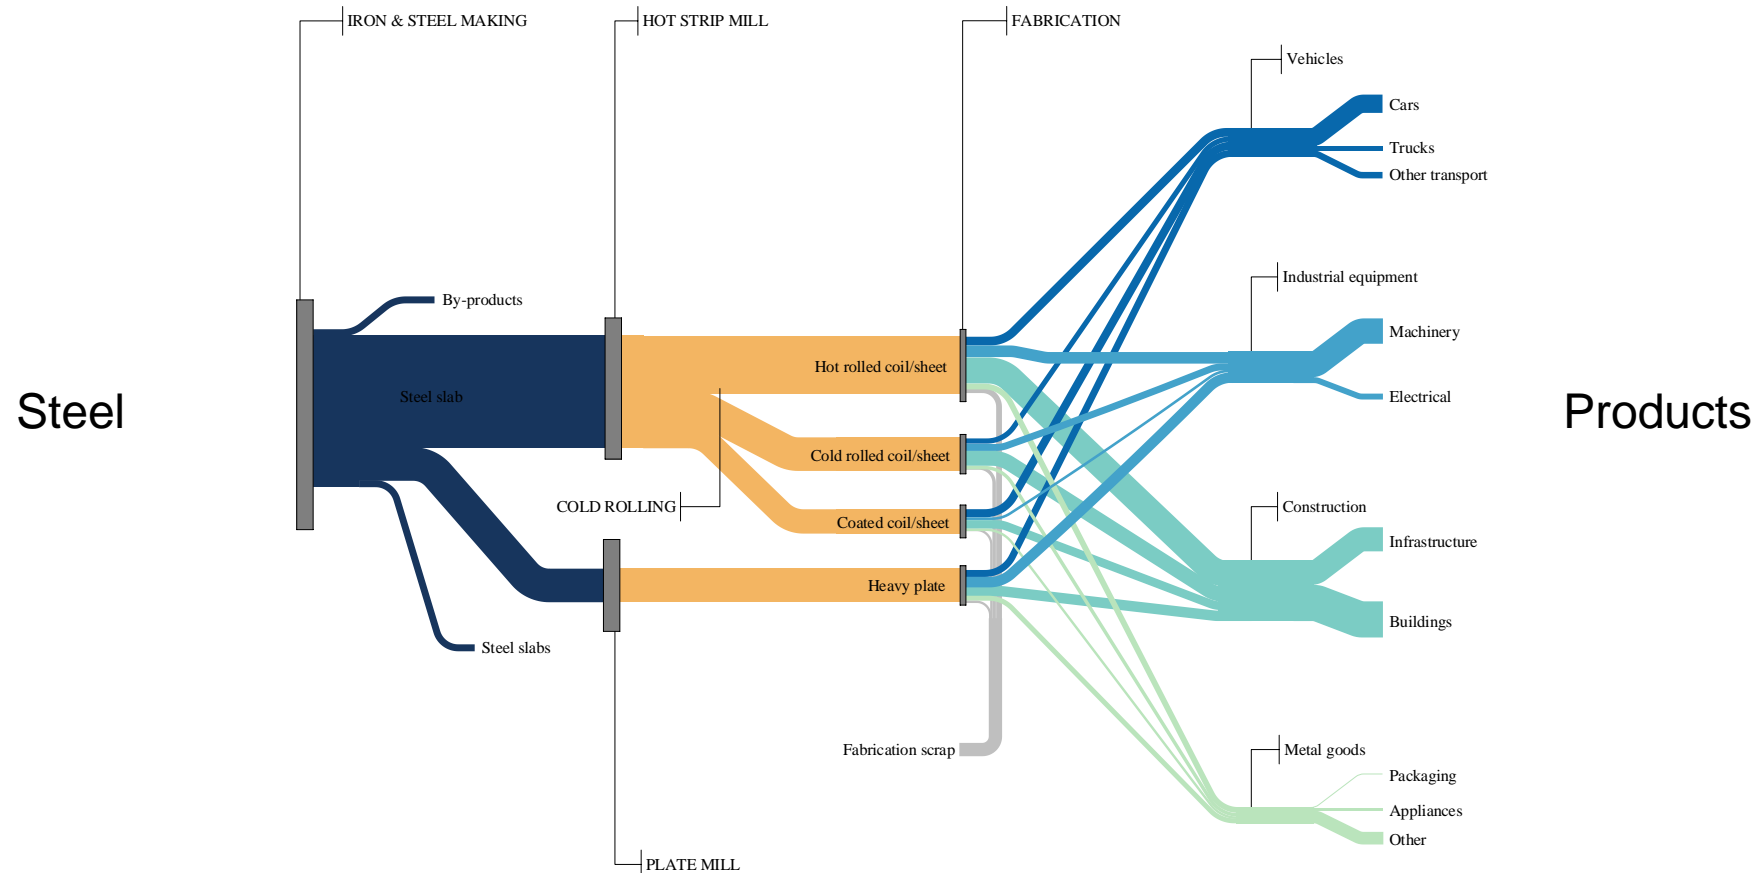 IRON & STEEL MAKING
HOT STRIP MILL
FABRICATION
Vehicles
Cars
Trucks
Other transport
Industrial equipment
By-products
Machinery
Hot rolled coil/sheet
Steel slab
Electrical
Steel
Products
Cold rolled coil/sheet
COLD ROLLING
Construction
Coated coil/sheet
Infrastructure
Heavy plate
Buildings
Steel slabs
Fabrication scrap
Metal goods
Packaging
Appliances
Other
PLATE MILL